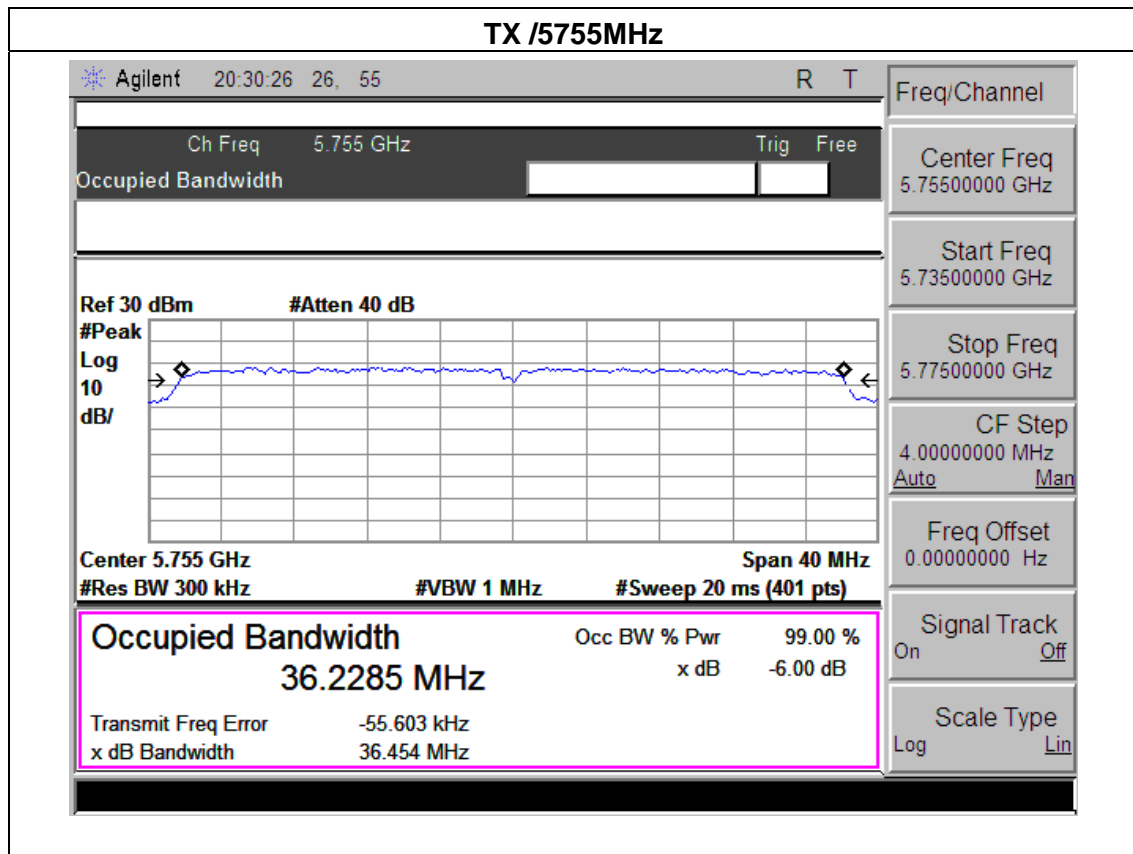 TX /5755MHz
Agilent 20:30:26 26, 55 R T
Ch Freq 5.755 GHz Trig Free
Occupied Bandwidth
Ref 30 dBm #Atten 40 dB
#Peak
Log
10
dB/
Center 5.755 GHz Span 40 MHz
#Res BW 300 kHz #VBW 1 MHz #Sweep 20 ms (401 pts)
Occupied Bandwidth Occ BW % Pwr 99.00 %
36.2285 MHz x dB -6.00 dB
Transmit Freq Error -55.603 kHz
x dB Bandwidth 36.454 MHz
Freq/Channel
Center Freq
5.75500000 GHz
Start Freq
5.73500000 GHz
Stop Freq
5.77500000 GHz
CF Step
4.00000000 MHz
Auto Man
Freq Offset
0.00000000 Hz
Signal Track
On Off
Scale Type
Log Lin